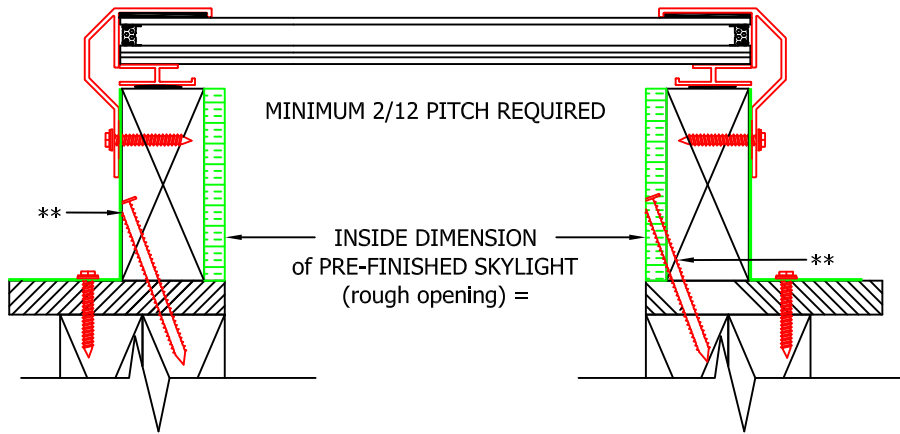 MINIMUM 2/12 PITCH REQUIRED
**
INSIDE DIMENSION
of PRE-FINISHED SKYLIGHT
(rough opening) =
**